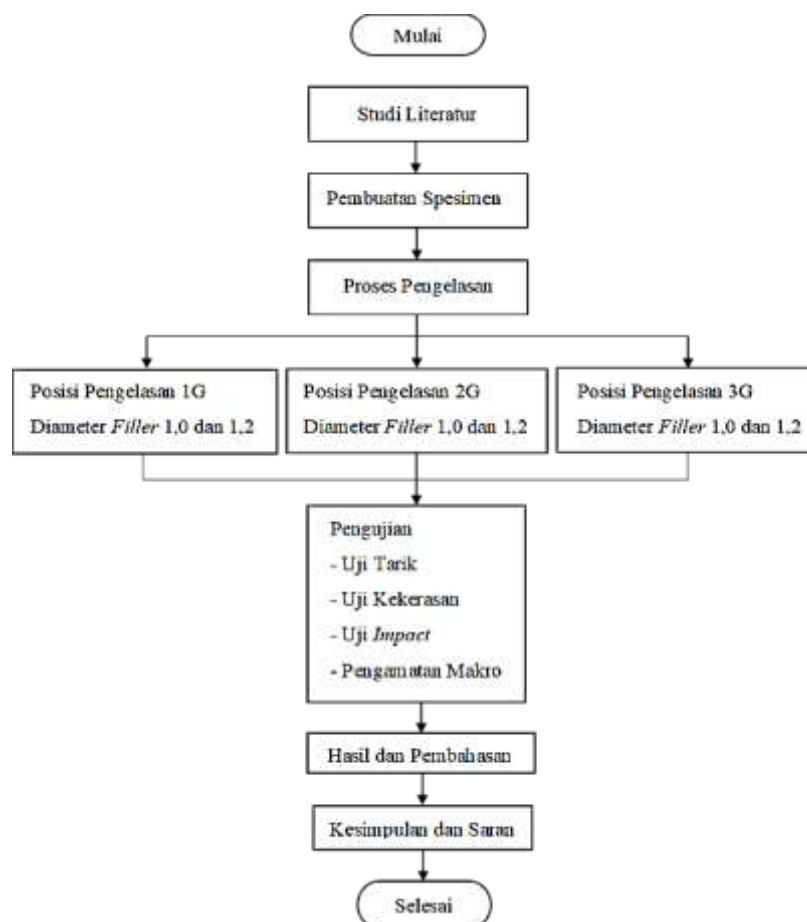 Mulai
Studi Literatur
Pembuatan Spesimen
Proses Pengelasan
Posisi Pengelasan 1G
Diameter Filler 1,0 dan 1,2
Posisi Pengelasan 2G
Diameter Filler 1,0 dan 1,2
Posisi Pengelasan 3G
Diameter Filler 1,0 dan 1,2
Pengujian
- Uji Tarik
- Uji Kekerasan
- Uji Impact
- Pengamatan Makro
Hasil dan Pembahasan
Kesimpulan dan Saran
Selesai